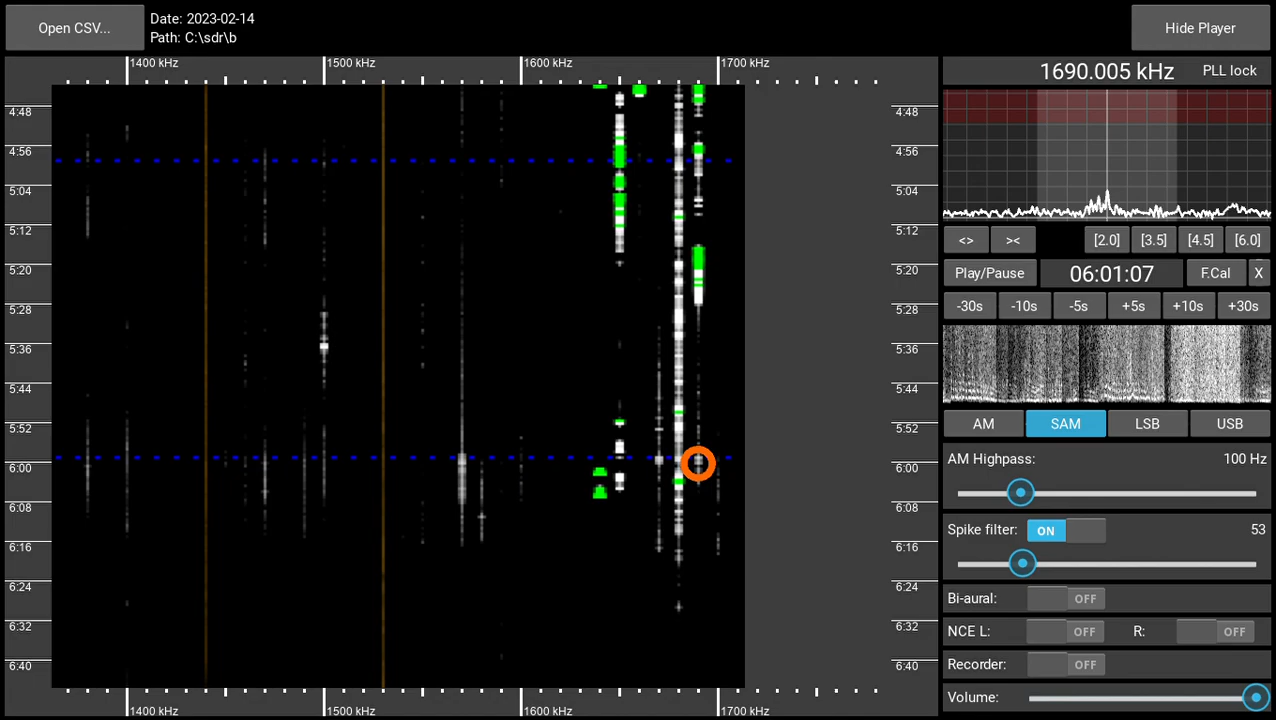 Open CSV...
Date: 2023-02-14
Path: C:\sdr\b
Hide Player
1400 kHz 1500 kHz 1600 kHz 1700 kHz
4:48
4:56
5:04
5:12
5:20
5:28
5:36
5:44
5:52
6:00
6:08
6:16
6:24
6:32
6:40
4:48
4:56
5:04
5:12
5:20
5:28
5:36
5:44
5:52
6:00
6:08
6:16
6:24
6:32
6:40
1400 kHz 1500 kHz 1600 kHz 1700 kHz
1690.005 kHz PLL lock
<> >< [2.0] [3.5] [4.5] [6.0]
Play/Pause 06:01:07 F.Cal X
-30s -10s -5s +5s +10s +30s
AM SAM LSB USB
AM Highpass: 100 Hz
Spike filter: ON 53
Bi-aural: OFF
NCE L: OFF R: OFF
Recorder: OFF
Volume: